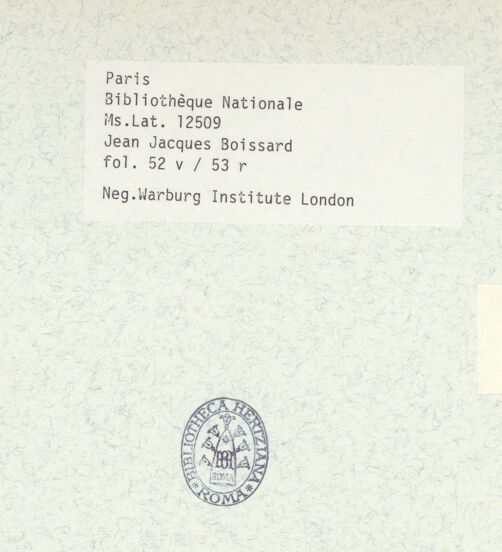 Paris
Bibliothèque Nationale
Ms.Lat. 12509
Jean Jacques Boissard
fol. 52 v / 53 r
Neg.Warburg Institute London
*BIBLIOTHECA HERTZIANA*
ROMA
ROMA